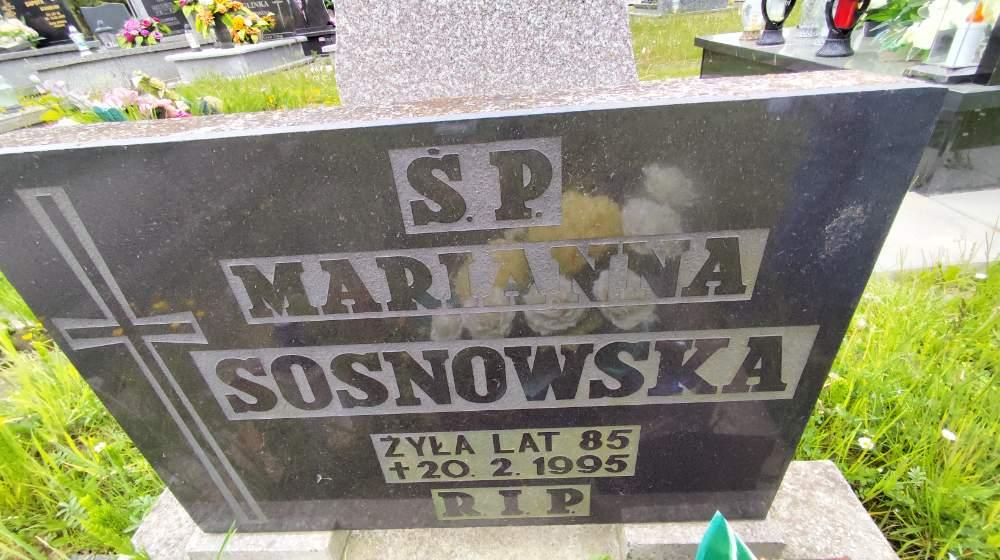 Ś.P.
MARIANNA
SOSNOWSKA
ŻYŁA LAT 85
✝20.2.1995
R.I.P.